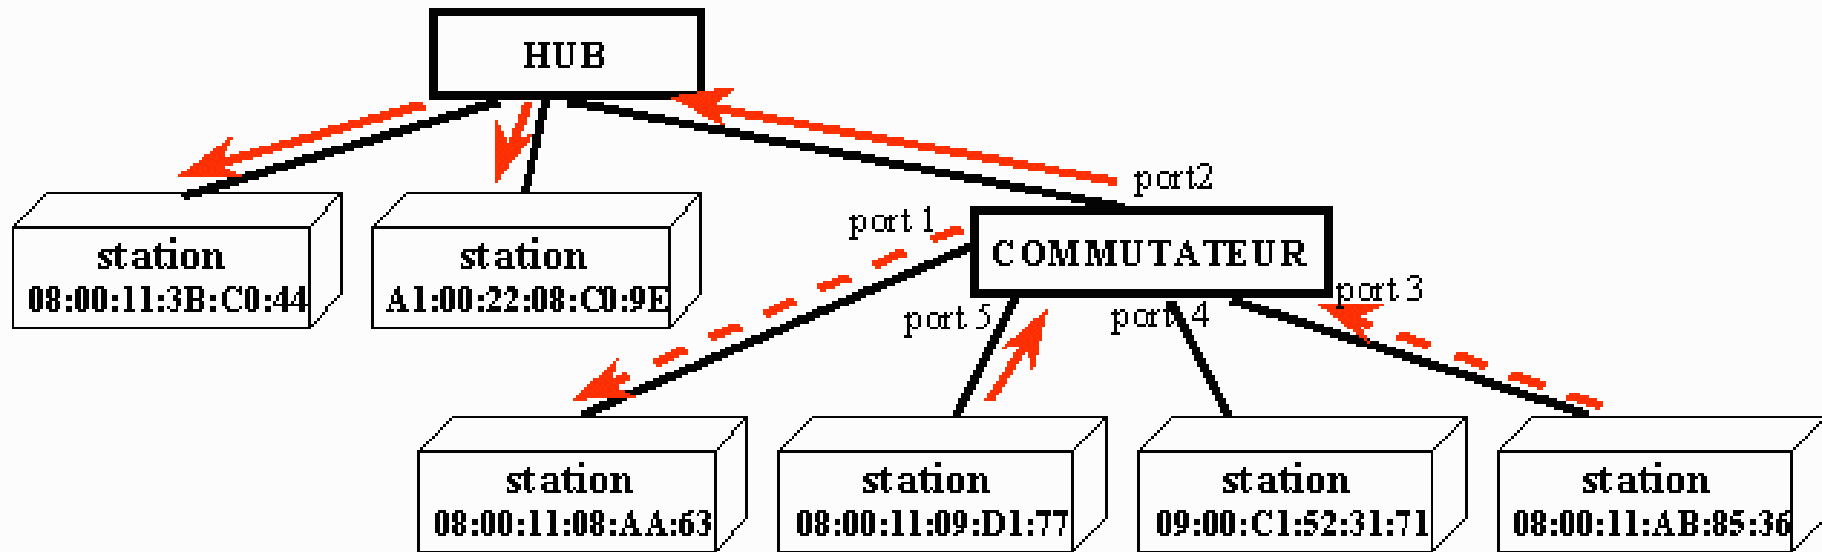 HUB
port2
port 1
COMMUTATEUR
station
08:00:11:3B:C0:44
station
A1:00:22:08:C0:9E
port 5
port 4
port 3
station
08:00:11:08:AA:63
station
08:00:11:09:D1:77
station
09:00:C1:52:31:71
station
08:00:11:AB:85:36